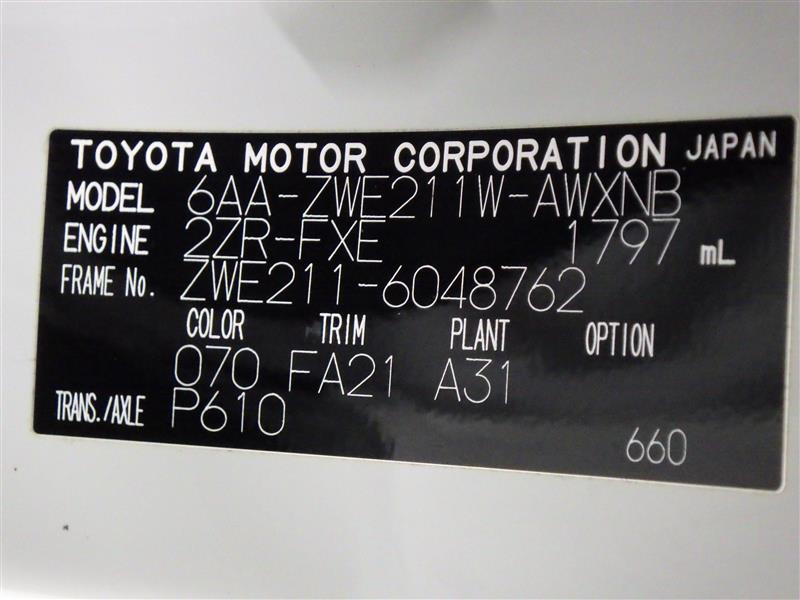 TOYOTA MOTOR CORPORATION JAPAN
MODEL 6AA-ZWE211W-AWXNB
ENGINE 2ZR-FXE 1797 mL
FRAME No. ZWE211-6048762
COLOR TRIM PLANT OPTION
070 FA21 A31
TRANS./AXLE P610
660